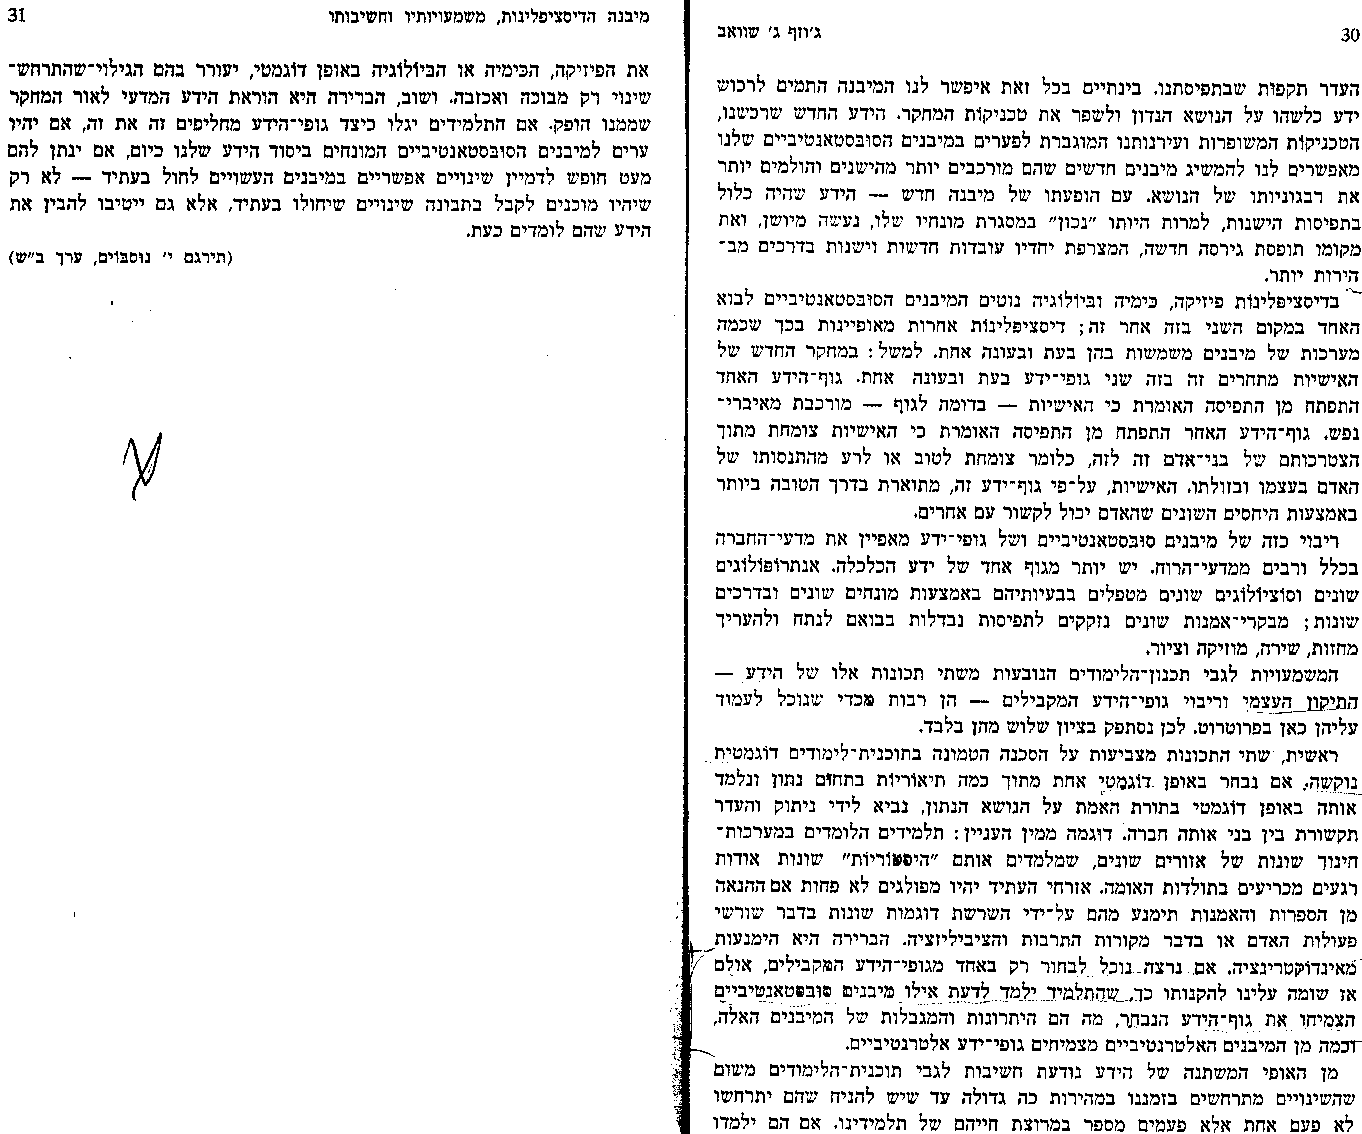 30
ג׳וזף ג׳ שוואב
העדר תקפות שבתפיסתנו. בינתיים בכל זאת איפשר לנו המיבנה התמים לרכוש
ידע כלשהו על הנושא הנדון ולשפר את טכניקות המחקר. הידע החדש שרכשנו,
הטכניקות המשופרות ועירנותנו המוגברת לפערים במיבנים הסובסטאנטיביים שלנו
מאפשרים לנו להמשיג מיבנים חדשים שהם מורכבים יותר מהישנים והולמים יותר
את רבגוניותו של הנושא. עם הופעתו של מיבנה חדש — הידע שהיה כלול
בתפיסות הישנות, למרות היותו ״נכון״ במסגרת מונחיו שלו, נעשה מיושן, ואת
מקומו תופסת גירסה חדשה, המצרפת יחדיו עובדות חדשות וישנות בדרכים מב־
הירות יותר.
בדיסציפלינות פיזיקה, כימיה וביולוגיה נוטים המיבנים הסובסטאנטיביים לבוא
האחד במקום השני בזה אחר זה; דיסציפלינות אחרות מאופיינות בכך שכמה
מערכות של מיבנים משמשות בהן בעת ובעונה אחת. למשל: במחקר החדש של
האישיות מתחרים זה בזה שני גופי־ידע בעת ובעונה אחת. גוף־הידע האחד
התפתח מן התפיסה האומרת כי האישיות — בדומה לגוף — מורכבת מאיברי־
נפש. גוף־הידע האחר התפתח מן התפיסה האומרת כי האישיות צומחת מתוך
הצטרכותם של בני־אדם זה לזה, כלומר צומחת לטוב או לרע מהתנסותו של
האדם בעצמו ובזולתו. האישיות, על־פי גוף־ידע זה, מתוארת בדרך הטובה ביותר
באמצעות היחסים השונים שהאדם יכול לקשור עם אחרים.
ריבוי כזה של מיבנים סובסטאנטיביים ושל גופי־ידע מאפיין את מדעי־החברה
בכלל ורבים ממדעי־הרוח. יש יותר מגוף אחד של ידע הכלכלה. אנתרופולוגים
שונים וסוציולוגים שונים מטפלים בבעיותיהם באמצעות מונחים שונים ובדרכים
שונות; מבקרי־אמנות שונים נזקקים לתפיסות נבדלות בבואם לנתח ולהעריך
מחזות, שירה, מוזיקה וציור.
המשמעויות לגבי תכנון־הלימודים הנובעות משתי תכונות אלו של הידע —
התיקון העצמי וריבוי גופי־הידע המקבילים — הן רבות מכדי שנוכל לעמוד
עליהן כאן בפרוטרוט. לכן נסתפק בציון שלוש מהן בלבד.
ראשית, שתי התכונות מצביעות על הסכנה הטמונה בתוכנית־לימודים דוגמטית
נוקשה. אם נבחר באופן דוגמטי אחת מתוך כמה תיאוריות בתחום נתון ונלמד
אותה באופן דוגמטי בתורת האמת על הנושא הנתון, נביא לידי ניתוק והעדר
תקשורת בין בני אותה חברה. דוגמה ממין העניין: תלמידים הלומדים במערכות־
חינוך שונות של אזורים שונים, שמלמדים אותם ״היסטוריות״ שונות אודות
רגעים מכריעים בתולדות האומה. אזרחי העתיד יהיו מפולגים לא פחות אם ההנאה
מן הספרות והאמנות תימנע מהם על־ידי השרשת דוגמות שונות בדבר שורשי
פעולות האדם או בדבר מקורות התרבות והציביליזציה. הברירה היא הימנעות
מאינדוקטרינציה. אם נרצה נוכל לבחור רק באחד מגופי־הידע המקבילים, אולם
אז שומה עלינו להקנותו כך, שהתלמיד ילמד לדעת אילו מיבנים סובסטאנטיביים
הצמיחו את גוף־הידע הנבחר, מה הם היתרונות והמגבלות של המיבנים האלה,
וכמה מן המיבנים האלטרנטיביים מצמיחים גופי־ידע אלטרנטיביים.
מן האופי המשתנה של הידע נודעת חשיבות לגבי תוכנית־הלימודים משום
שהשינויים מתרחשים בזמננו במהירות כה גדולה עד שיש להניח שהם יתרחשו
לא פעם אחת אלא פעמים מספר במרוצת חייהם של תלמידינו. אם הם ילמדו
מיבנה הדיסציפלינות, משמעויותיו וחשיבותו
31
את הפיזיקה, הכימיה או הביולוגיה באופן דוגמטי, יעורר בהם הגילוי־שהתרחש־
שינוי רק מבוכה ואכזבה. ושוב, הברירה היא הוראת הידע המדעי לאור המחקר
שממנו הופק. אם התלמידים יגלו כיצד גופי־הידע מחליפים זה את זה, אם יהיו
ערים למיבנים הסובסטאנטיביים המונחים ביסוד הידע שלנו כיום, אם ינתן להם
מעט חופש לדמיין שינויים אפשריים במיבנים העשויים לחול בעתיד — לא רק
שיהיו מוכנים לקבל בתבונה שינויים שיחולו בעתיד, אלא גם ייטיבו להבין את
הידע שהם לומדים כעת.
(תירגם י׳ נוסבוים, ערך ב״ש)